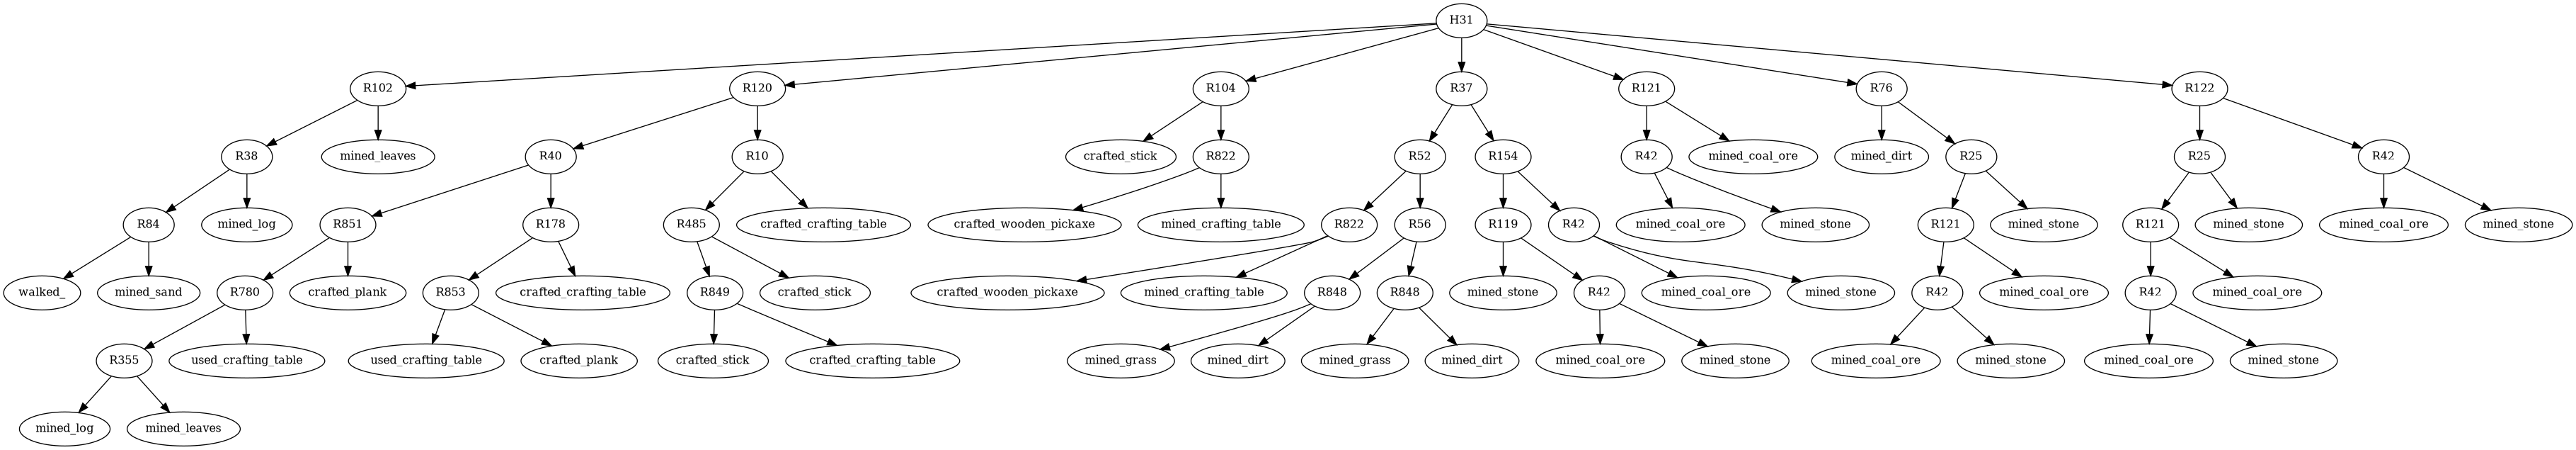 H31
R102 R120 R104 R37 R121 R76 R122
R38 mined_leaves R40 R10 crafted_stick R822 R52 R154 R42 mined_coal_ore mined_dirt R25 R25 R42
R84 mined_log R851 R178 R485 crafted_crafting_table crafted_wooden_pickaxe mined_crafting_table R822 R56 R119 R42 mined_coal_ore mined_stone R121 mined_stone R121 mined_stone mined_coal_ore mined_stone
walked_ mined_sand R780 crafted_plank R853 crafted_crafting_table R849 crafted_stick crafted_wooden_pickaxe mined_crafting_table R848 R848 mined_stone R42 mined_coal_ore mined_stone R42 mined_coal_ore R42 mined_coal_ore
R355 used_crafting_table used_crafting_table crafted_plank crafted_stick crafted_crafting_table mined_grass mined_dirt mined_grass mined_dirt mined_coal_ore mined_stone mined_coal_ore mined_stone mined_coal_ore mined_stone
mined_log mined_leaves